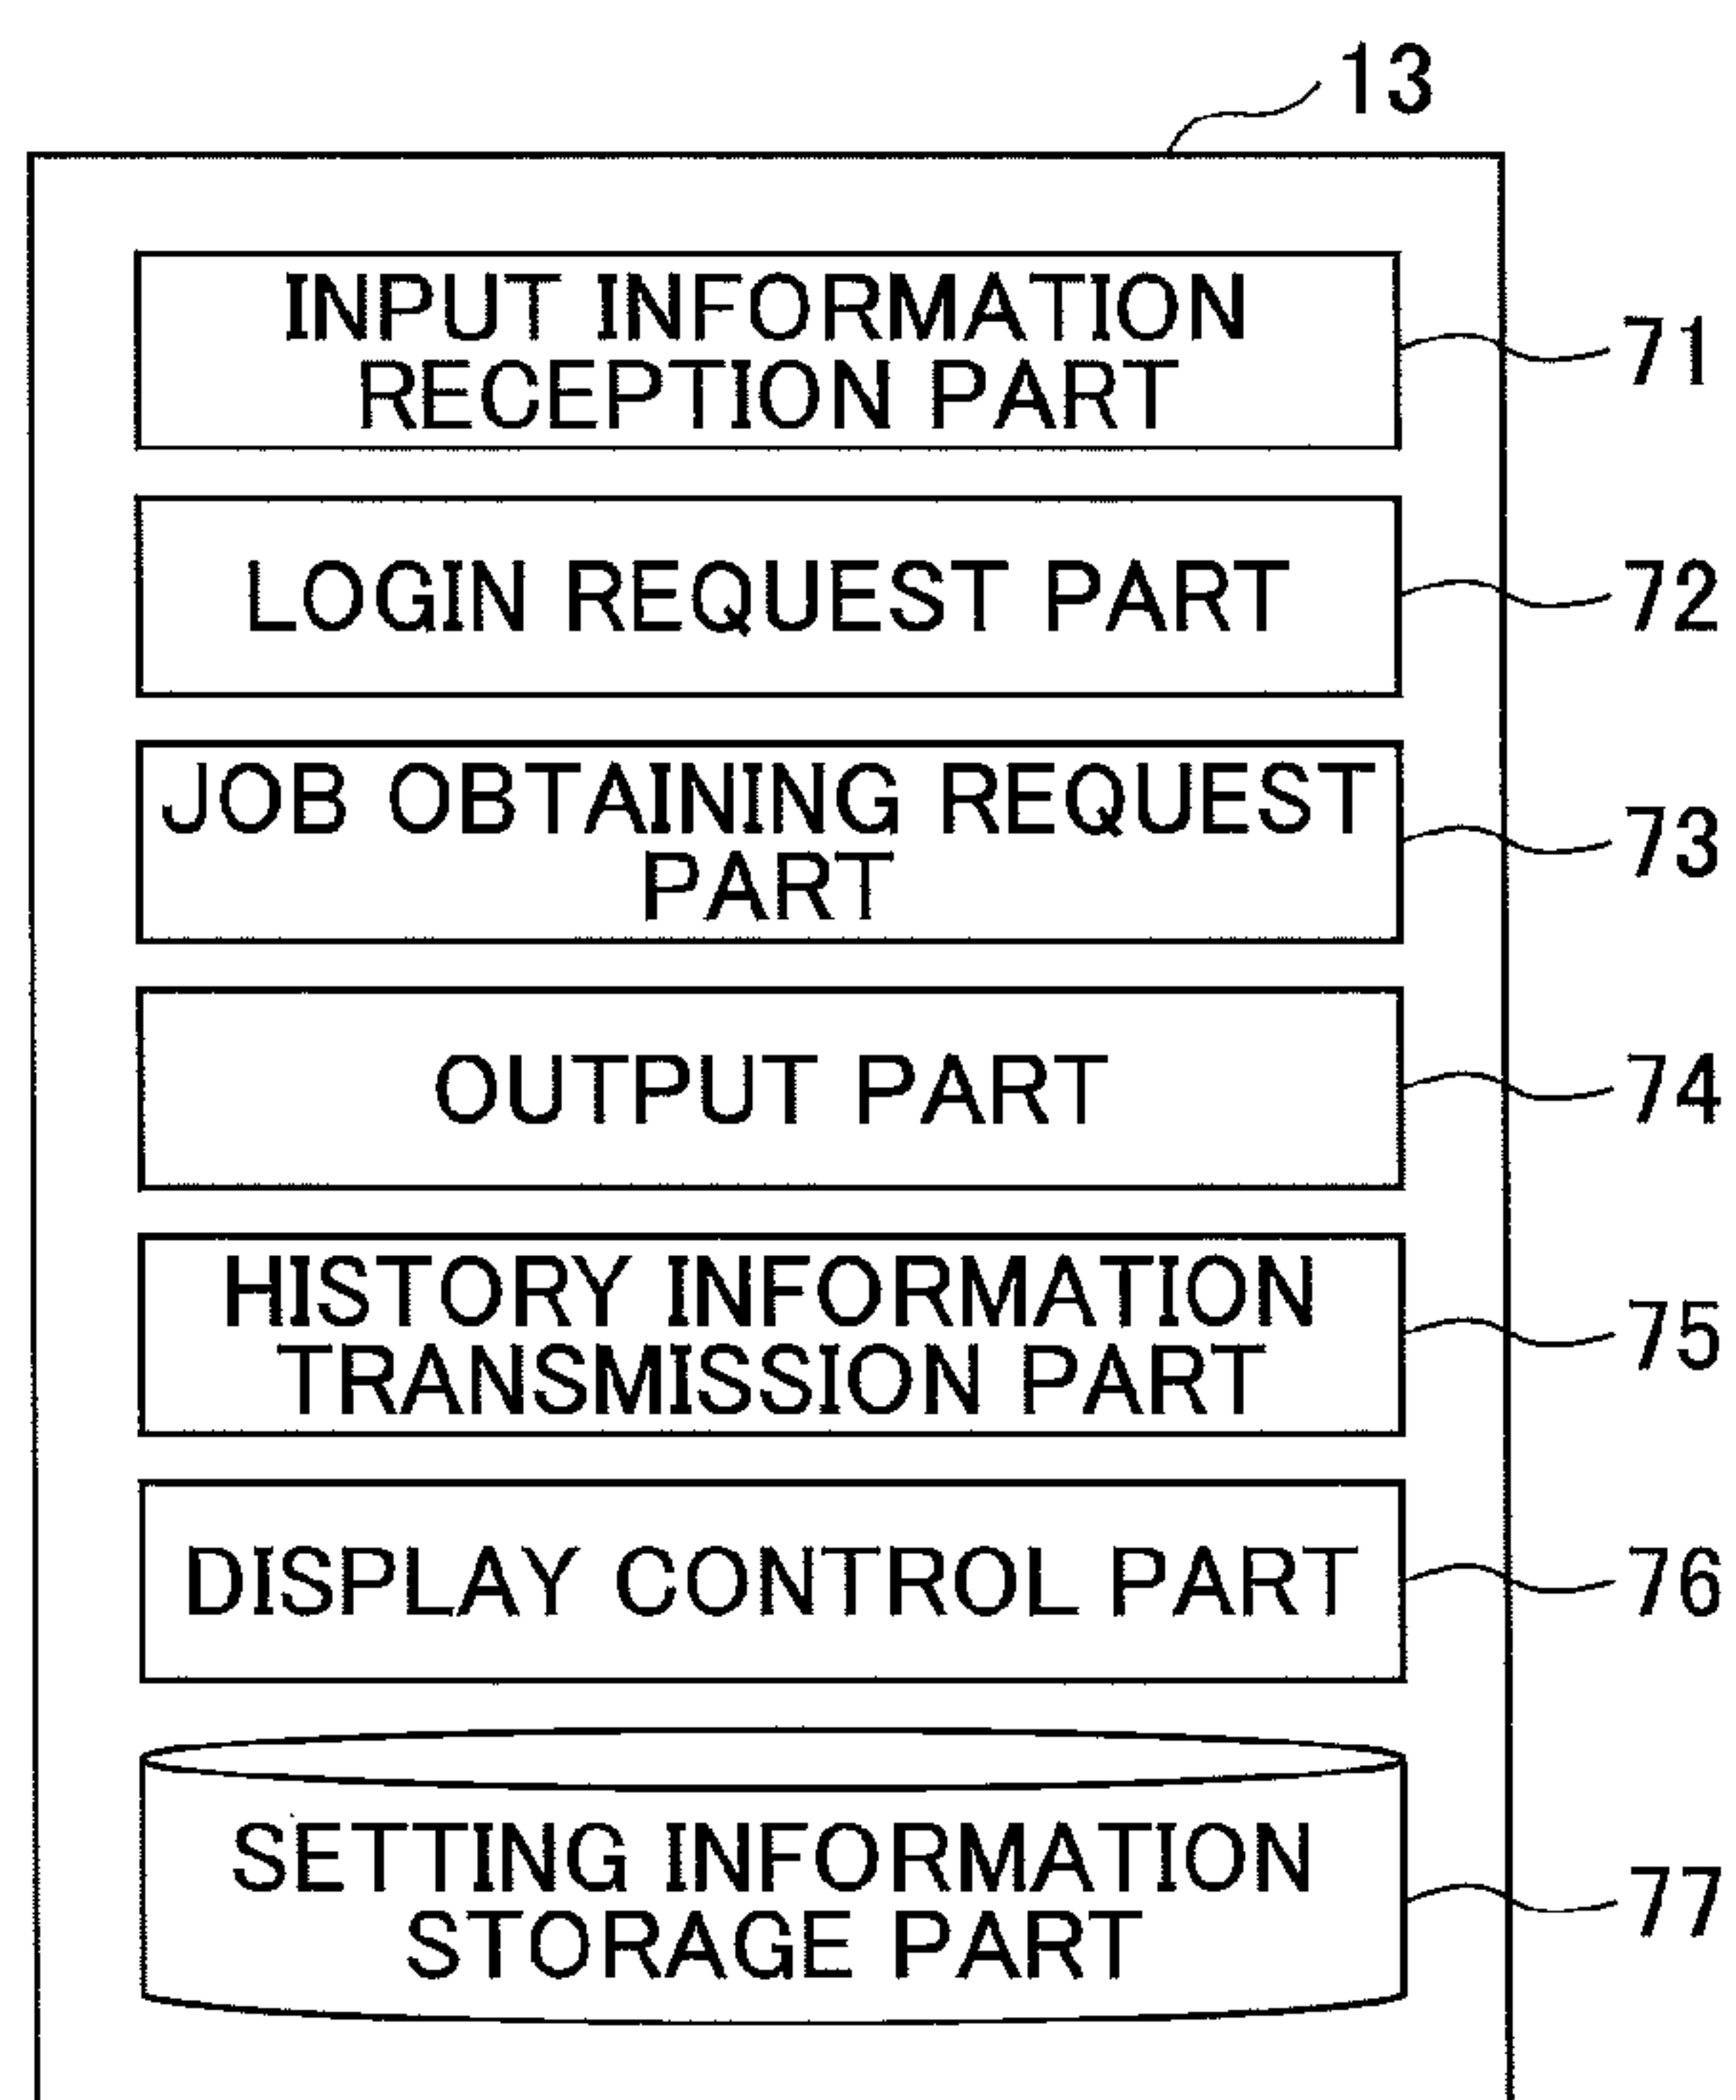 13
INPUT INFORMATION
RECEPTION PART
71
LOGIN REQUEST PART
72
JOB OBTAINING REQUEST
PART
73
OUTPUT PART
74
HISTORY INFORMATION
TRANSMISSION PART
75
DISPLAY CONTROL PART
76
SETTING INFORMATION
STORAGE PART
77